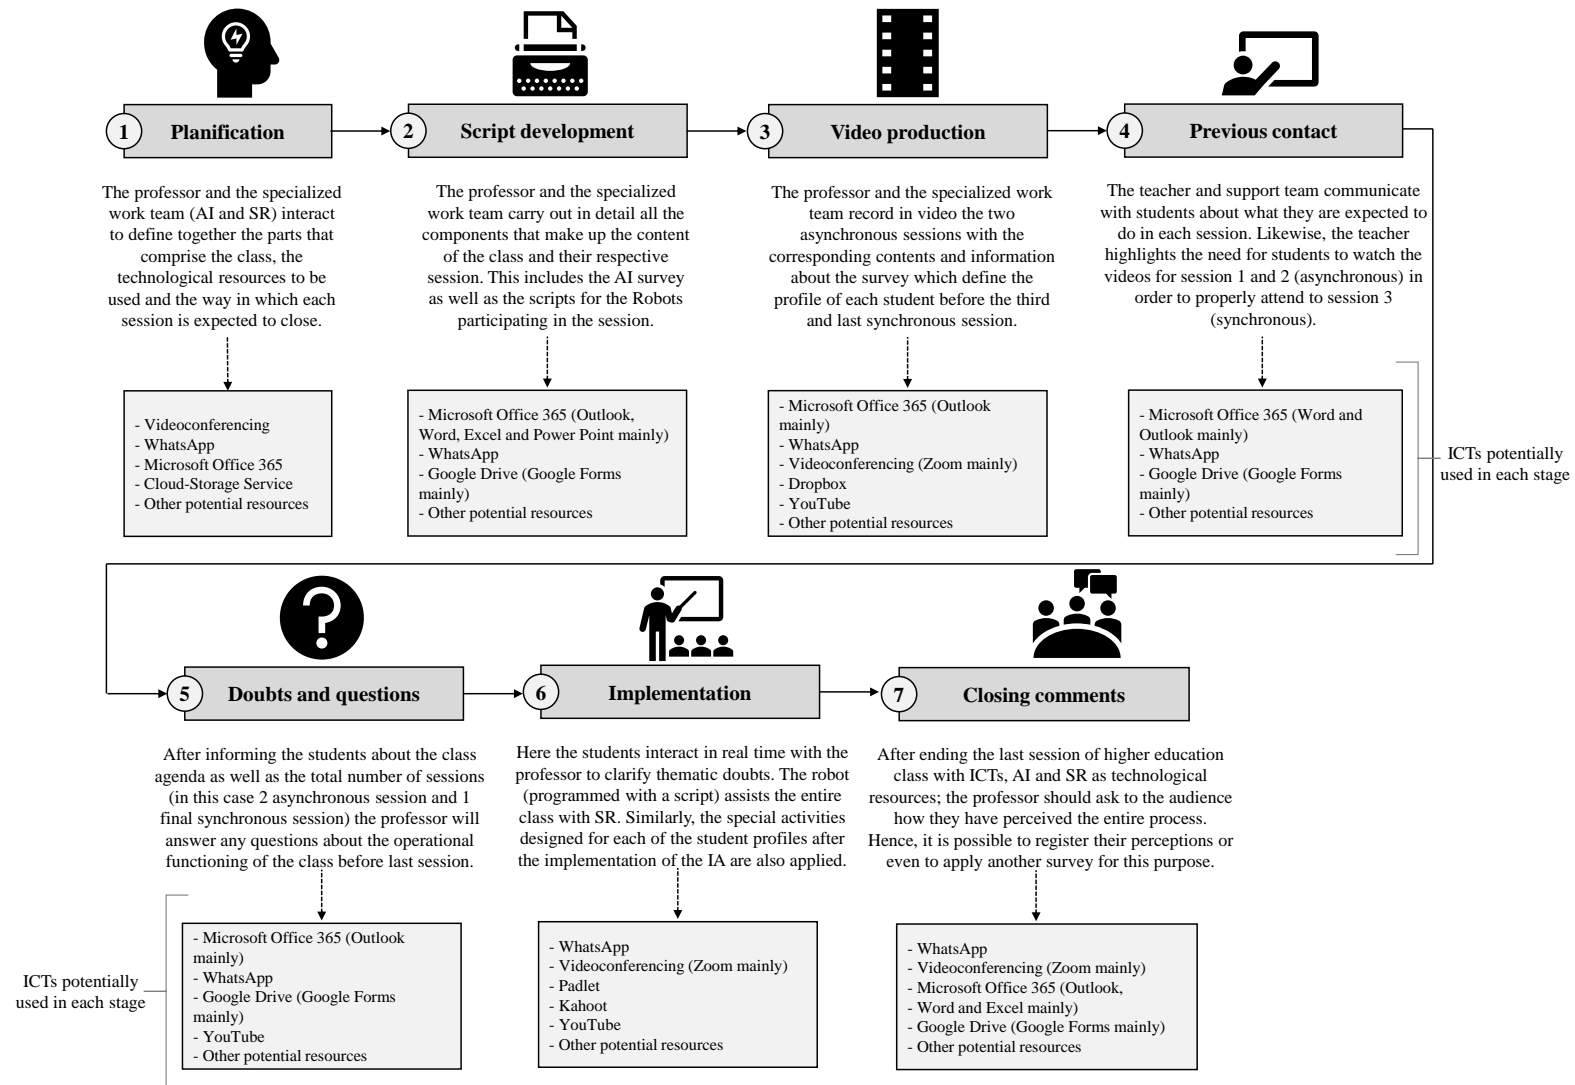 1
Planification
2
Script development
3
Video production
4
Previous contact
The professor and the specialized
work team (AI and SR) interact
to define together the parts that
comprise the class, the
technological resources to be
used and the way in which each
session is expected to close.
The professor and the specialized
work team carry out in detail all the
components that make up the content
of the class and their respective
session. This includes the AI survey
as well as the scripts for the Robots
participating in the session.
The professor and the specialized work
team record in video the two
asynchronous sessions with the
corresponding contents and information
about the survey which define the
profile of each student before the third
and last synchronous session.
The teacher and support team communicate
with students about what they are expected to
do in each session. Likewise, the teacher
highlights the need for students to watch the
videos for session 1 and 2 (asynchronous) in
order to properly attend to session 3
(synchronous).
- Videoconferencing
- WhatsApp
- Microsoft Office 365
- Cloud-Storage Service
- Other potential resources
- Microsoft Office 365 (Outlook,
Word, Excel and Power Point mainly)
- WhatsApp
- Google Drive (Google Forms
mainly)
- Other potential resources
- Microsoft Office 365 (Outlook
mainly)
- WhatsApp
- Videoconferencing (Zoom mainly)
- Dropbox
- YouTube
- Other potential resources
- Microsoft Office 365 (Word and
Outlook mainly)
- WhatsApp
- Google Drive (Google Forms
mainly)
- Other potential resources
ICTs potentially
used in each stage
5
Doubts and questions
6
Implementation
7
Closing comments
After informing the students about the class
agenda as well as the total number of sessions
(in this case 2 asynchronous session and 1
final synchronous session) the professor will
answer any questions about the operational
functioning of the class before last session.
Here the students interact in real time with the
professor to clarify thematic doubts. The robot
(programmed with a script) assists the entire
class with SR. Similarly, the special activities
designed for each of the student profiles after
the implementation of the IA are also applied.
After ending the last session of higher education
class with ICTs, AI and SR as technological
resources; the professor should ask to the audience
how they have perceived the entire process.
Hence, it is possible to register their perceptions or
even to apply another survey for this purpose.
ICTs potentially
used in each stage
- Microsoft Office 365 (Outlook
mainly)
- WhatsApp
- Google Drive (Google Forms
mainly)
- YouTube
- Other potential resources
- WhatsApp
- Videoconferencing (Zoom mainly)
- Padlet
- Kahoot
- YouTube
- Other potential resources
- WhatsApp
- Videoconferencing (Zoom mainly)
- Microsoft Office 365 (Outlook,
- Word and Excel mainly)
- Google Drive (Google Forms mainly)
- Other potential resources